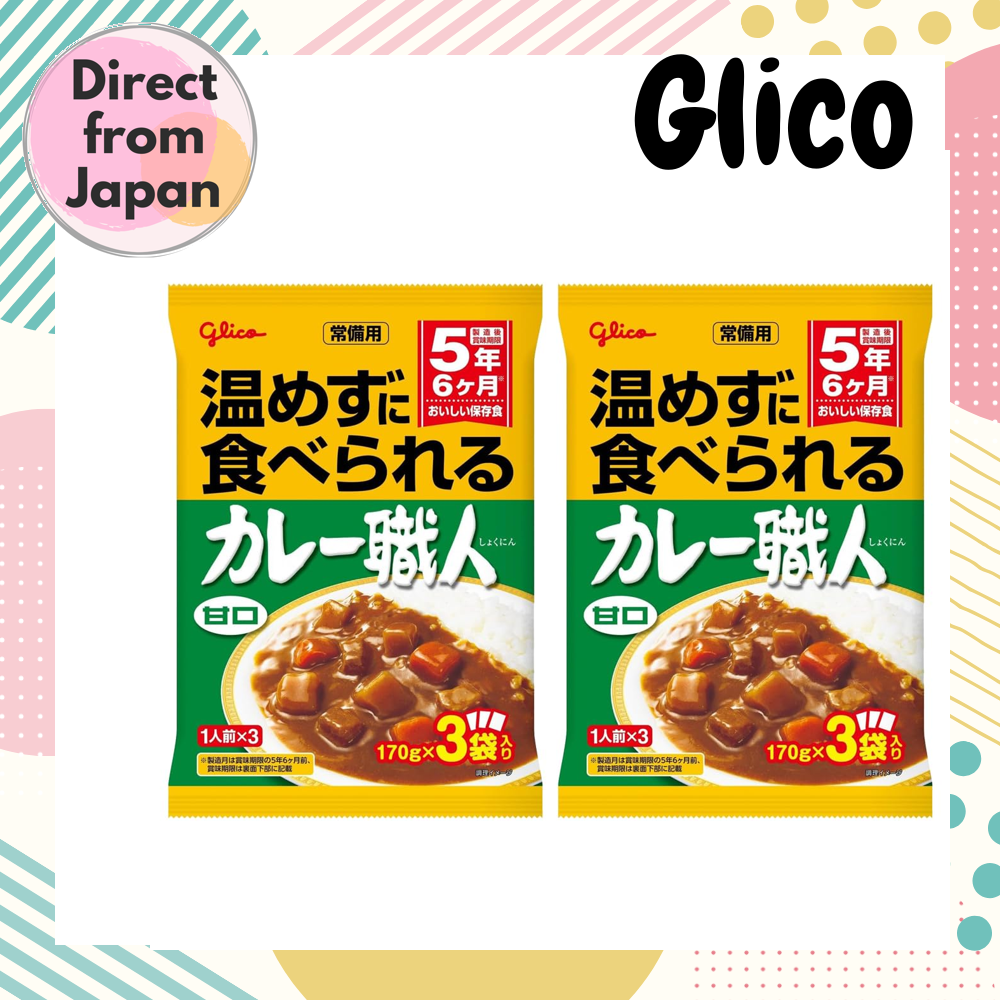 Direct
from
Japan
Glico
Glico
常備用
製造後
賞味期限
5年
6ヶ月※
おいしい保存食
温めずに
食べられる
カレー職人
しょくにん
甘口
1人前×3
170g×3袋入り
※製造月は賞味期限の5年6ヶ月前、
賞味期限は裏面下部に記載
調理イメージ
Glico
常備用
製造後
賞味期限
5年
6ヶ月※
おいしい保存食
温めずに
食べられる
カレー職人
しょくにん
甘口
1人前×3
170g×3袋入り
※製造月は賞味期限の5年6ヶ月前、
賞味期限は裏面下部に記載
調理イメージ